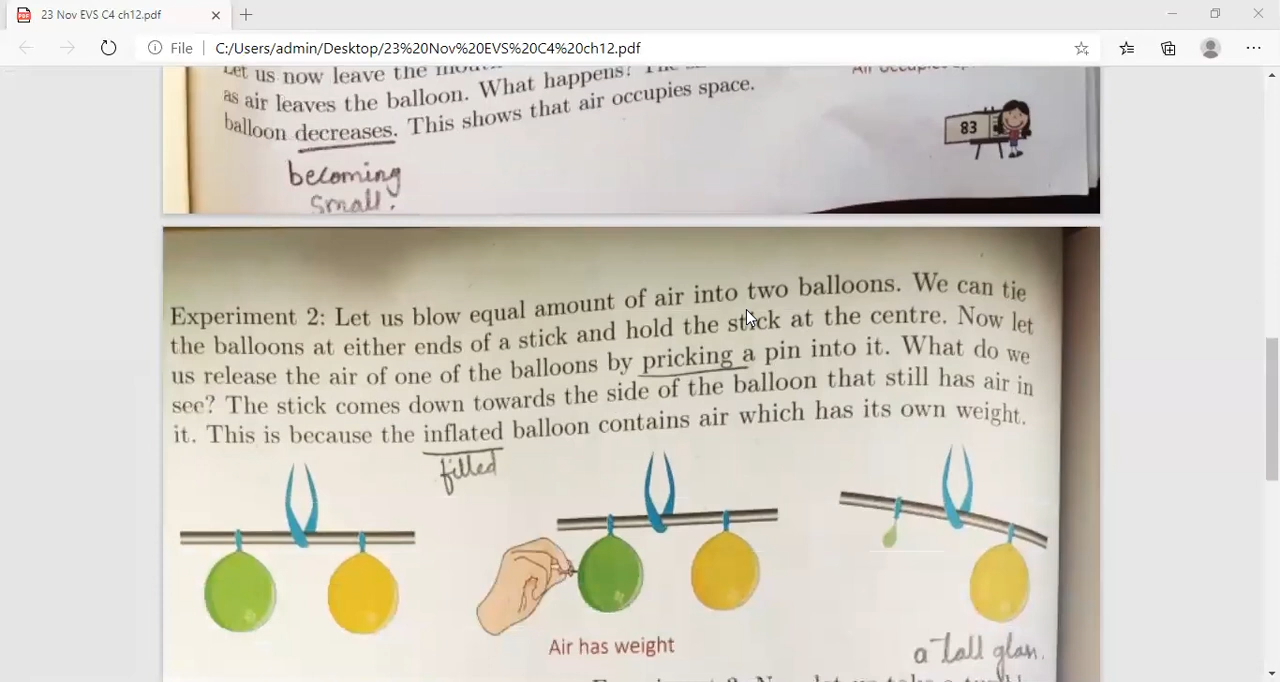 23 Nov EVS C4 ch12.pdf
File
C:/Users/admin/Desktop/23%20Nov%20EVS%20C4%20ch12.pdf
Let us now leave the
as air leaves the balloon. What happens?
balloon decreases. This shows that air occupies space.
83
becoming
small.
Experiment 2: Let us blow equal amount of air into two balloons. We can tie
the balloons at either ends of a stick and hold the stick at the centre. Now let
us release the air of one of the balloons by pricking a pin into it. What do we
see? The stick comes down towards the side of the balloon that still has air in
it. This is because the inflated balloon contains air which has its own weight.
filled
Air has weight
a tall glass.